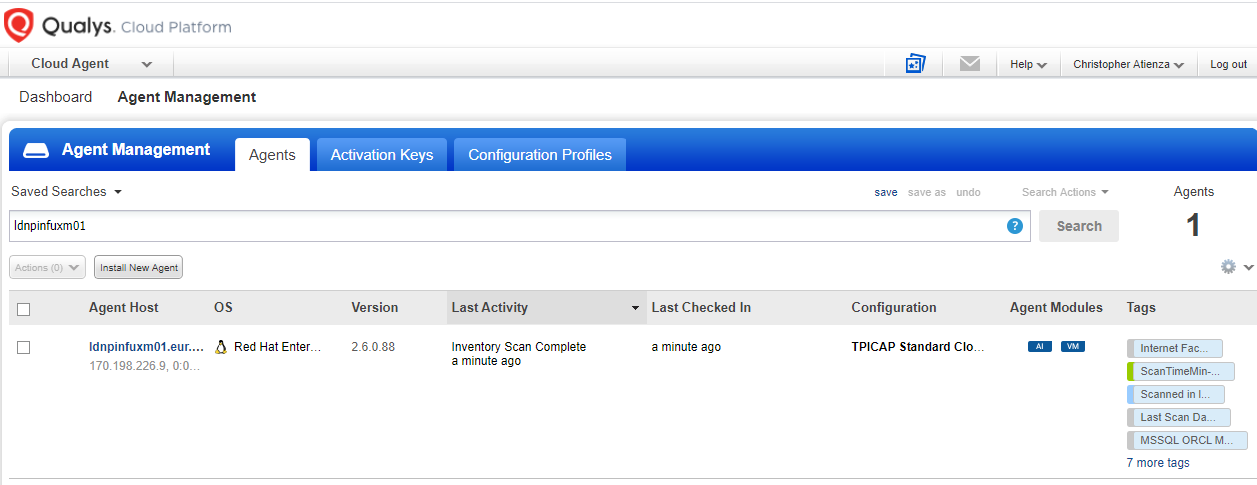 Qualys. Cloud Platform
Cloud Agent
Help
Christopher Atienza
Log out
Dashboard Agent Management
Agent Management
Agents
Activation Keys
Configuration Profiles
Saved Searches
save save as undo
Search Actions
Agents
ldnpinfuxm01
?
Search
1
Actions (0)
Install New Agent
Agent Host OS Version Last Activity Last Checked In Configuration Agent Modules Tags
ldnpinfuxm01.eur.... Red Hat Enter... 2.6.0.88 Inventory Scan Complete a minute ago TPICAP Standard Clo... AI VM
170.198.226.9, 0:0... a minute ago
Internet Fac...
ScanTimeMin-...
Scanned in l...
Last Scan Da...
MSSQL ORCL M...
7 more tags